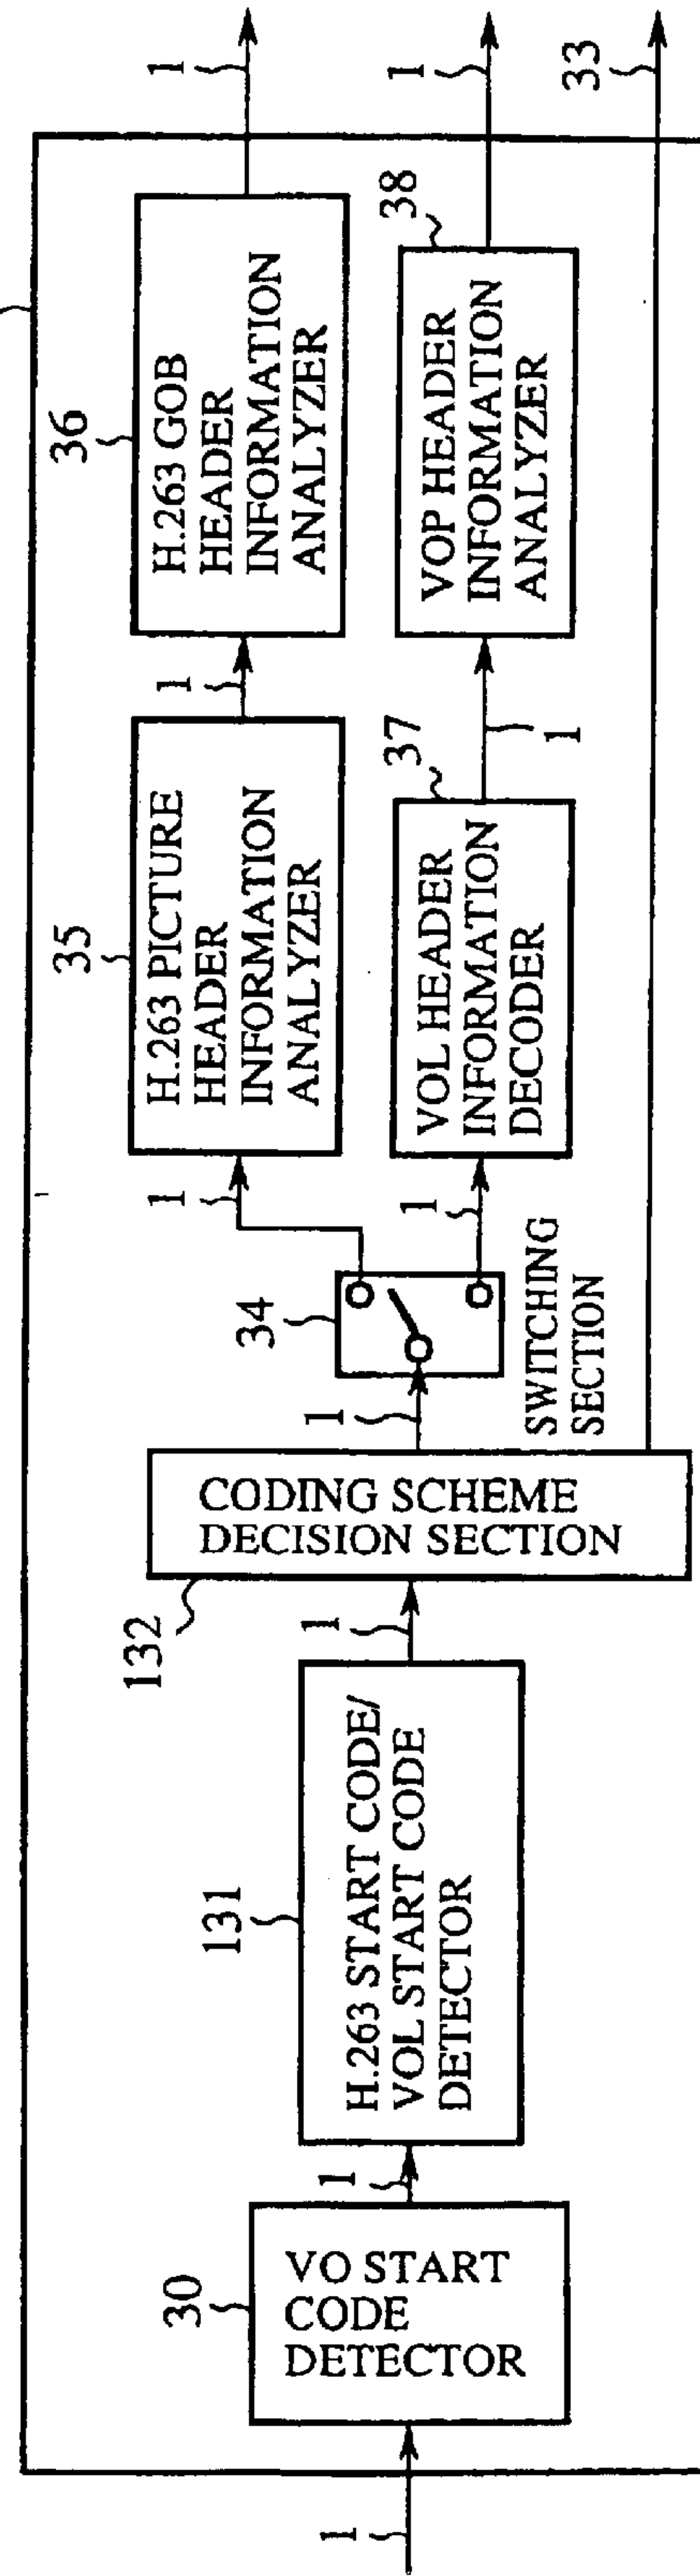 1
30
VO START
CODE
DETECTOR
1
131
H.263 START CODE/
VOL START CODE
DETECTOR
1
132
CODING SCHEME
DECISION SECTION
1
34
SWITCHING
SECTION
1
35
H.263 PICTURE
HEADER
INFORMATION
ANALYZER
1
36
H.263 GOB
HEADER
INFORMATION
ANALYZER
1
1
37
VOL HEADER
INFORMATION
DECODER
1
38
VOP HEADER
INFORMATION
ANALYZER
1
33